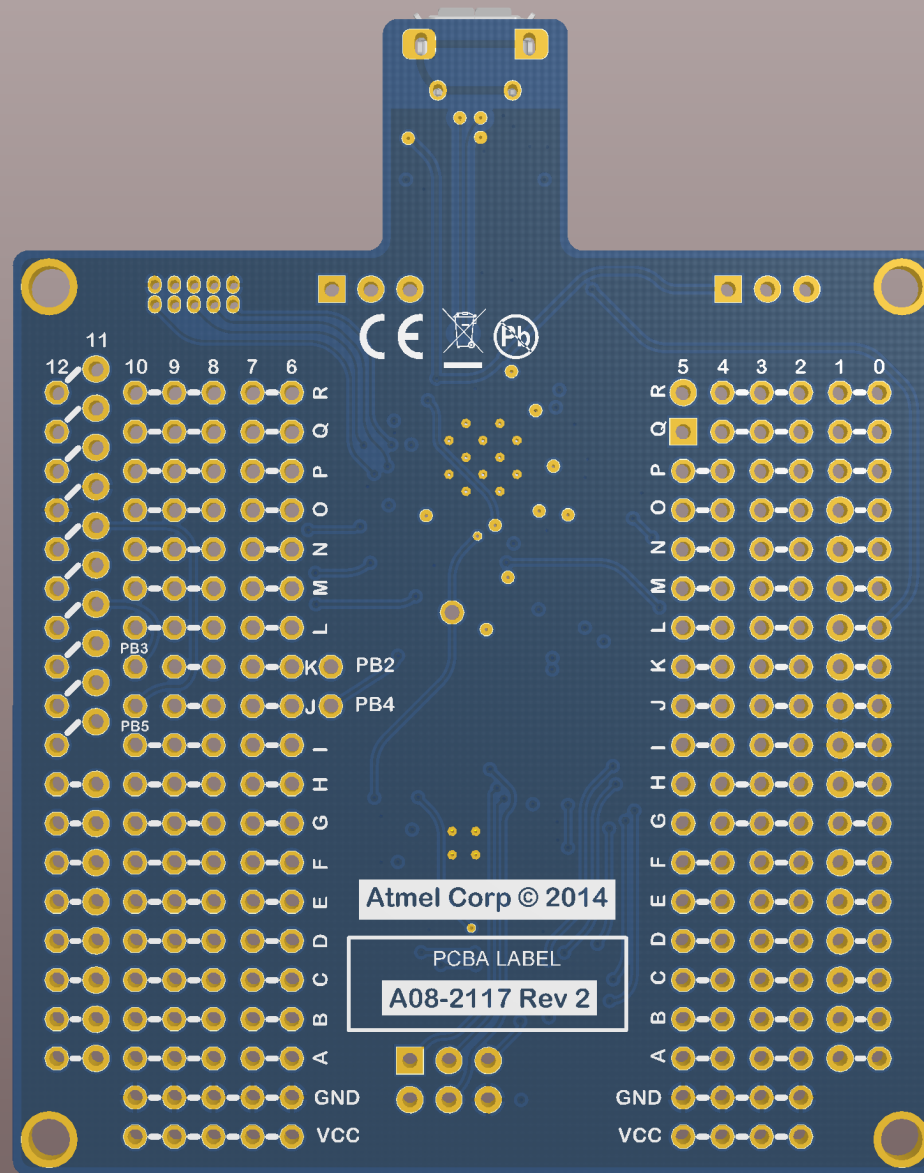 CE Pb
11
12 10 9 8 7 6 5 4 3 2 1 0
R R
Q Q
P P
O O
N N
M M
L L
PB3
K PB2 K
J PB4 J
PB5
I I
H H
G G
F F
E E
Atmel Corp © 2014
D D
PCBA LABEL
C C
A08-2117 Rev 2
B B
A A
GND GND
VCC VCC